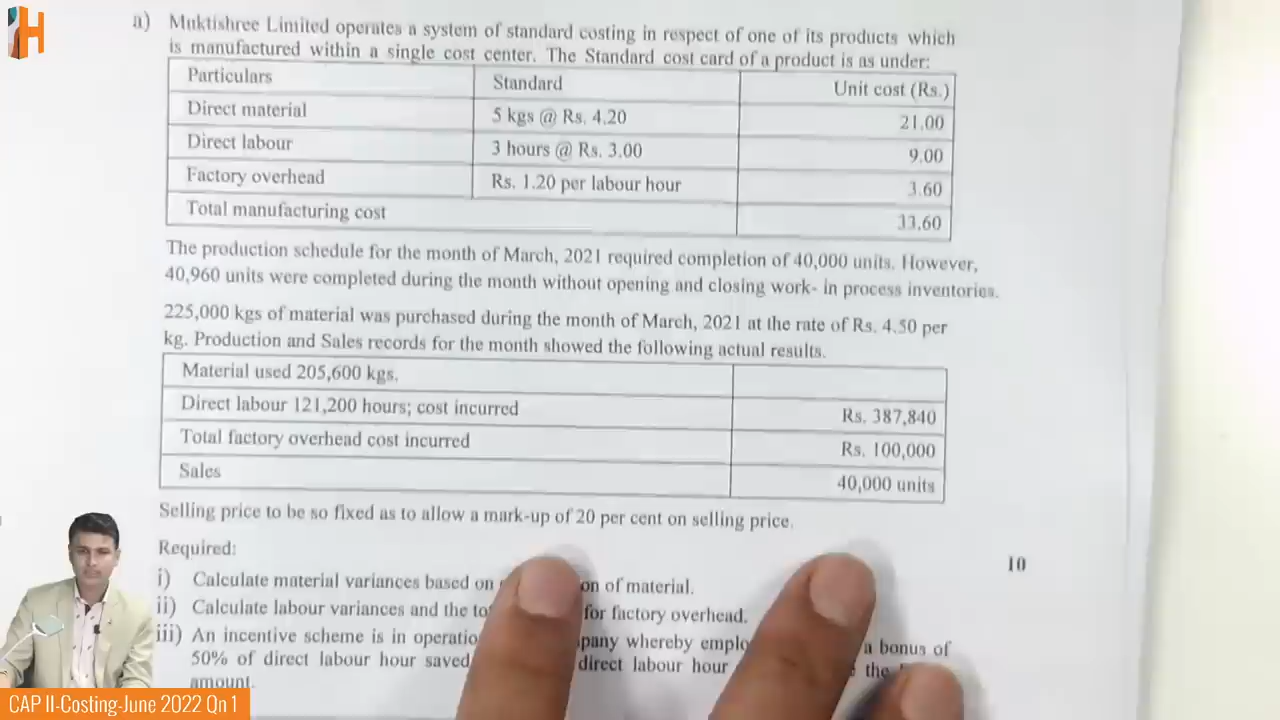 H
a) Muktishree Limited operates a system of standard costing in respect of one of its products which
is manufactured within a single cost center. The Standard cost card of a product is as under:
Particulars Standard Unit cost (Rs.)
Direct material 5 kgs @ Rs. 4.20 21.00
Direct labour 3 hours @ Rs. 3.00 9.00
Factory overhead Rs. 1.20 per labour hour 3.60
Total manufacturing cost 33.60
The production schedule for the month of March, 2021 required completion of 40,000 units. However,
40,960 units were completed during the month without opening and closing work- in process inventories.
225,000 kgs of material was purchased during the month of March, 2021 at the rate of Rs. 4.50 per
kg. Production and Sales records for the month showed the following actual results.
Material used 205,600 kgs.
Direct labour 121,200 hours; cost incurred Rs. 387,840
Total factory overhead cost incurred Rs. 100,000
Sales 40,000 units
Selling price to be so fixed as to allow a mark-up of 20 per cent on selling price.
Required: 10
i) Calculate material variances based on of material.
ii) Calculate labour variances and the for factory overhead.
iii) An incentive scheme is in whereby a bonus of
50% of direct labour hour saved direct labour hour the
amount.
CAP II-Costing-June 2022 Qn 1